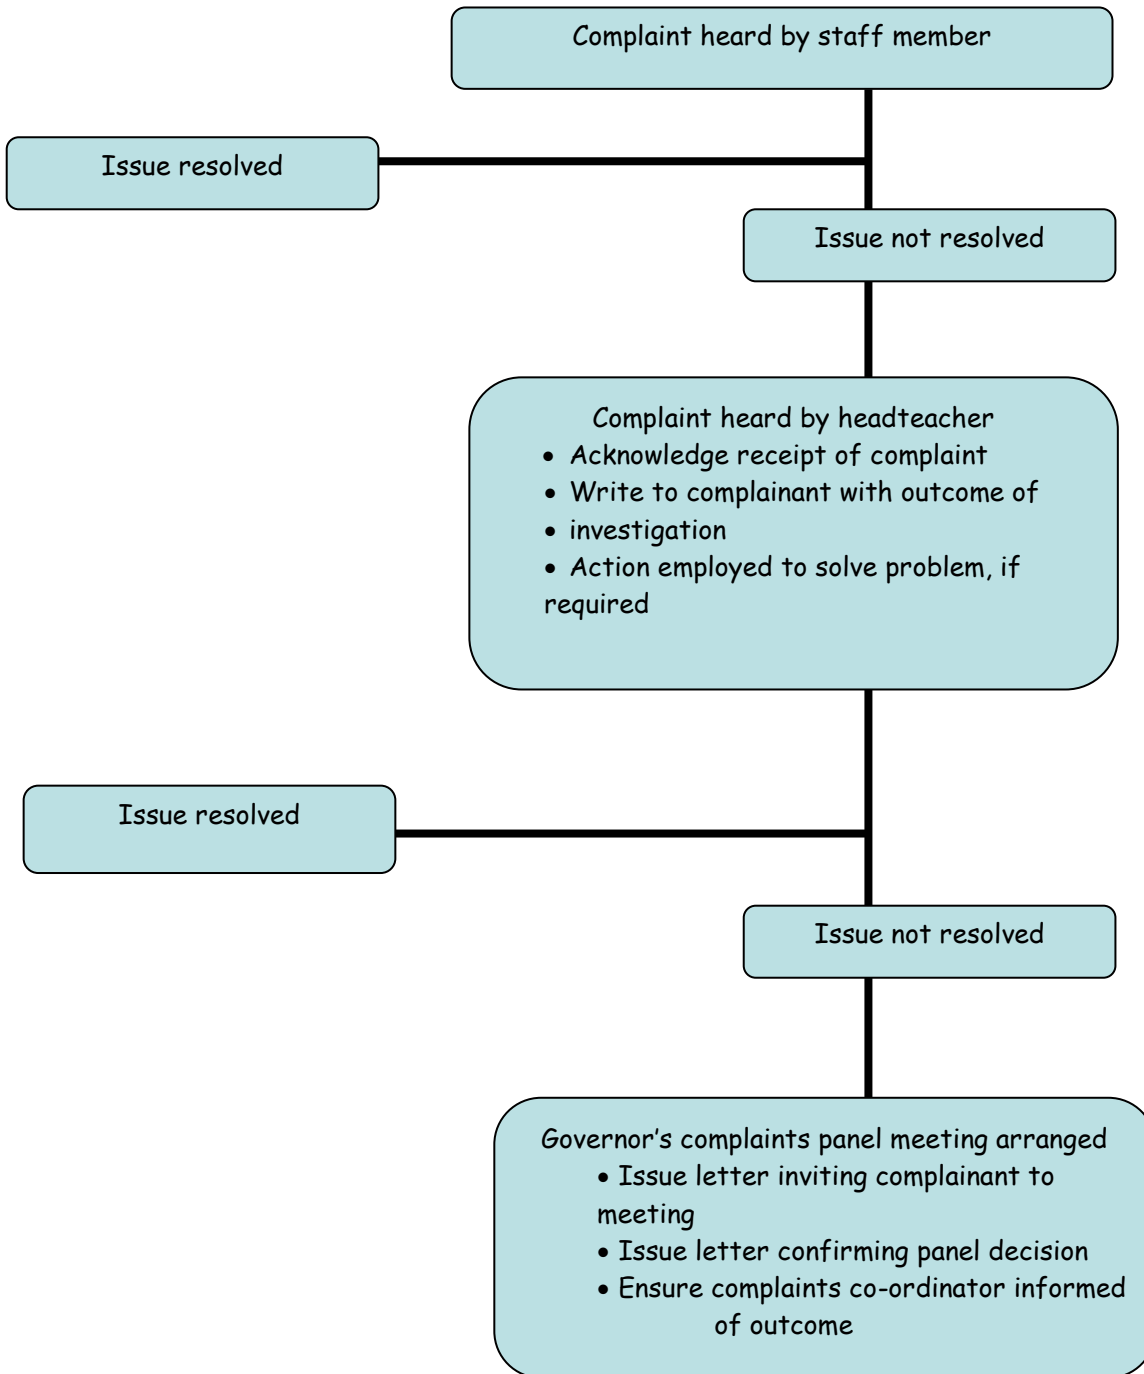 Complaint heard by staff member
Issue resolved
Issue not resolved
Complaint heard by headteacher
• Acknowledge receipt of complaint
• Write to complainant with outcome of
• investigation
• Action employed to solve problem, if
required
Issue resolved
Issue not resolved
Governor’s complaints panel meeting arranged
• Issue letter inviting complainant to
meeting
• Issue letter confirming panel decision
• Ensure complaints co-ordinator informed
of outcome